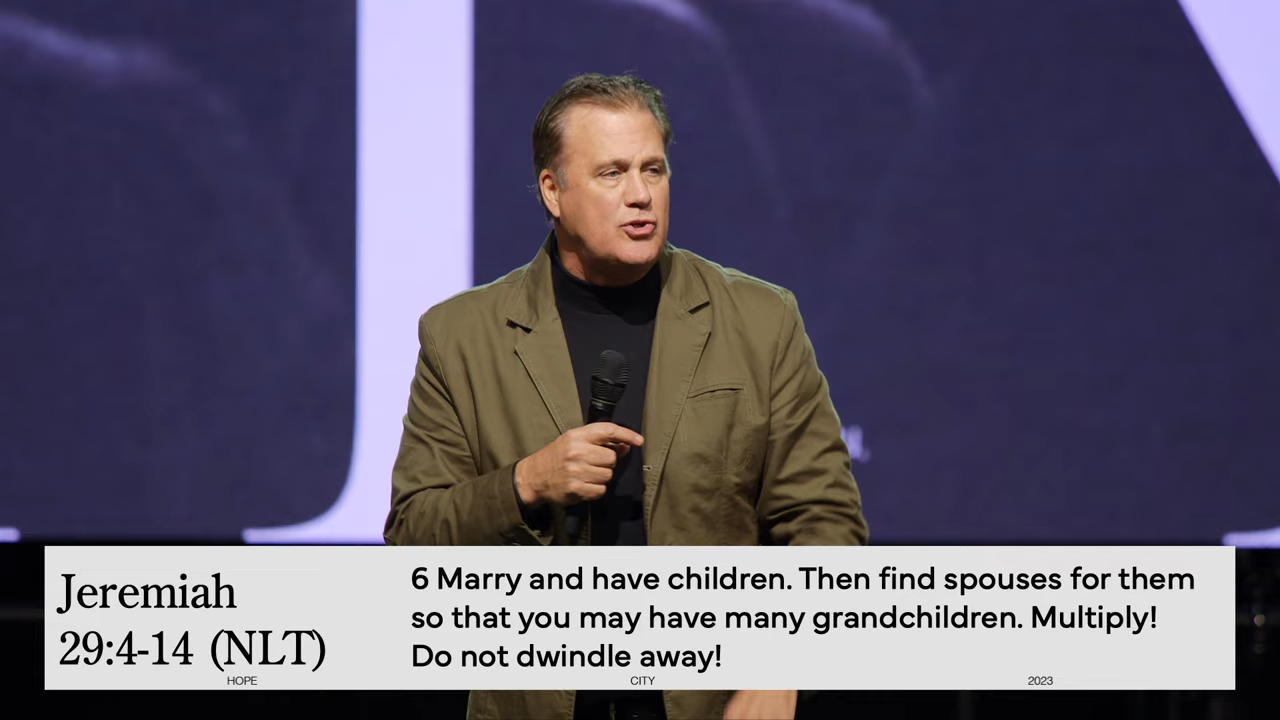 Jeremiah
29:4-14 (NLT)
6 Marry and have children. Then find spouses for them
so that you may have many grandchildren. Multiply!
Do not dwindle away!
HOPE CITY 2023